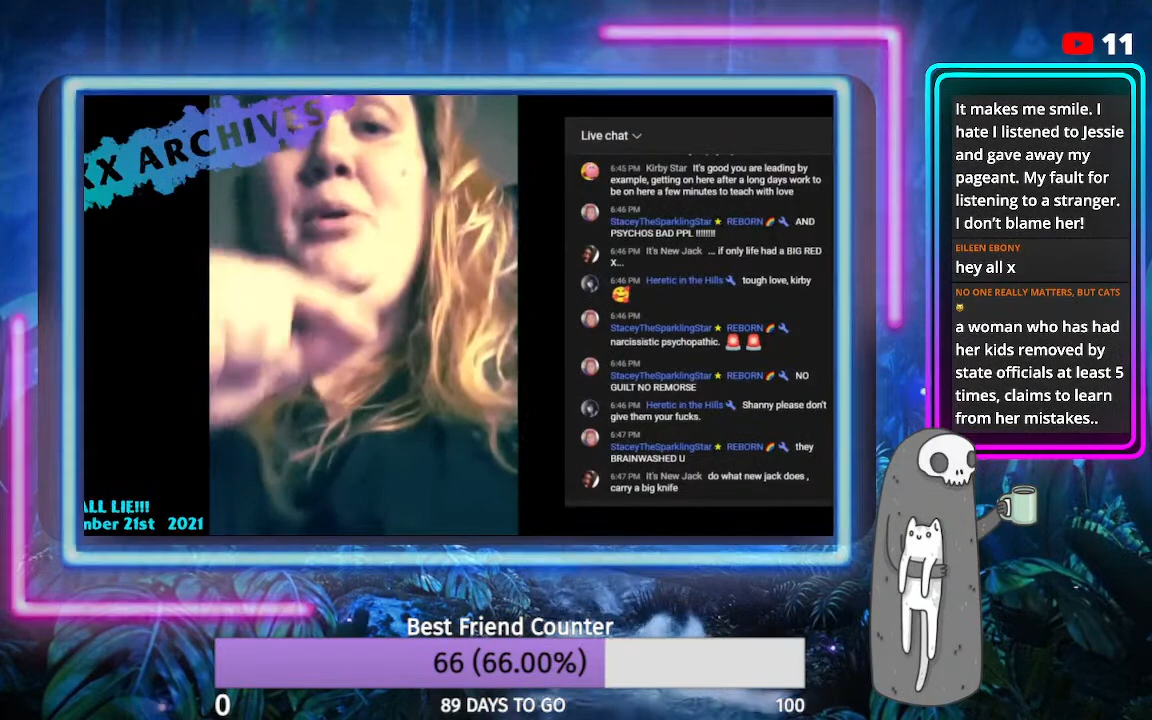 11
XX ARCHIVES
Live chat
6:45 PM Kirby Star It's good you are leading by
example, getting on here after a long days work to
be on here a few minutes to teach with love
6:46 PM
StaceyTheSparklingStar ⭐ REBORN 🌈 🔧 AND
PSYCHOS BAD PPL !!!!!!!!
6:46 PM It's New Jack ... if only life had a BIG RED
X...
6:46 PM Heretic in the Hills 🔧 tough love, kirby
🥰
6:46 PM
StaceyTheSparklingStar ⭐ REBORN 🌈 🔧
narcissistic psychopathic. 🚨 🚨
6:46 PM
StaceyTheSparklingStar ⭐ REBORN 🌈 🔧 NO
GUILT NO REMORSE
6:46 PM Heretic in the Hills 🔧 Shanny please don't
give them your fucks.
6:47 PM
StaceyTheSparklingStar ⭐ REBORN 🌈 🔧 they
BRAINWASHED U
6:47 PM It's New Jack do what new jack does ,
carry a big knife
ALL LIE!!!
mber 21st 2021
It makes me smile. I
hate I listened to Jessie
and gave away my
pageant. My fault for
listening to a stranger.
I don't blame her!
EILEEN EBONY
hey all x
NO ONE REALLY MATTERS, BUT CATS
🐱
a woman who has had
her kids removed by
state officials at least 5
times, claims to learn
from her mistakes..
Best Friend Counter
66 (66.00%)
0
89 DAYS TO GO
100